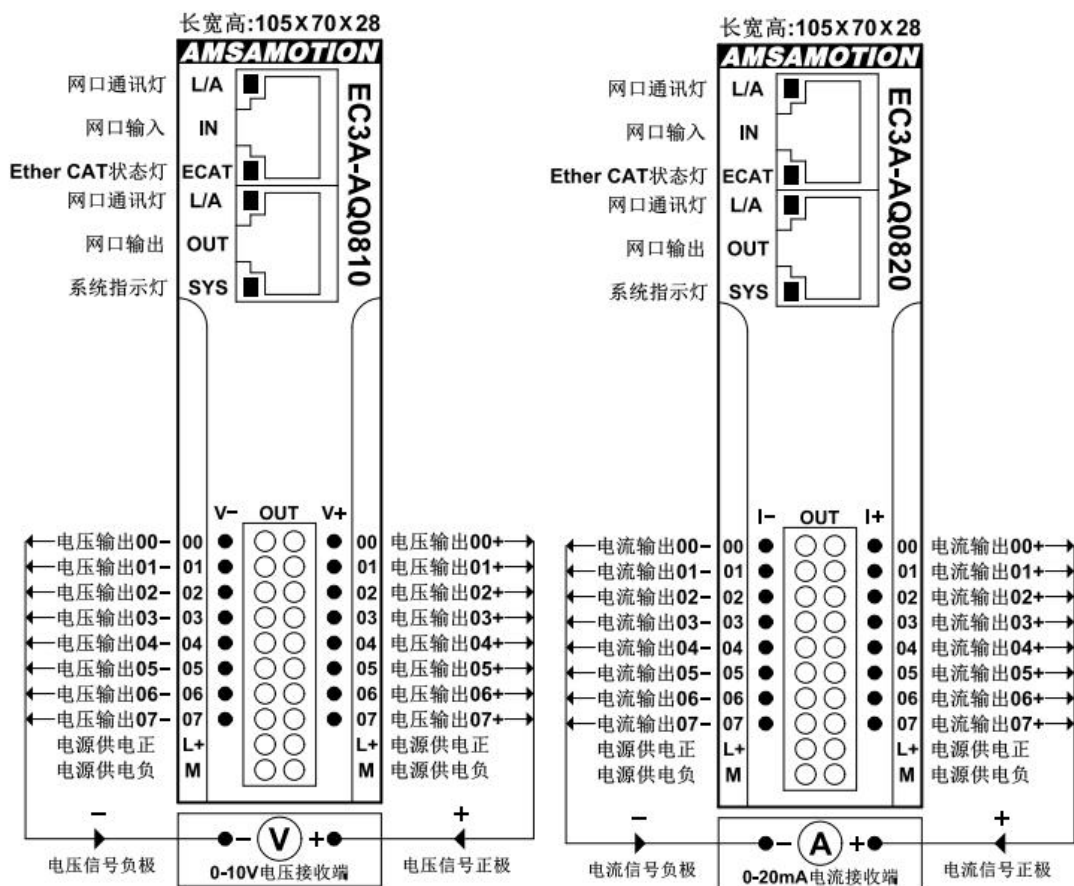 长宽高:105X70X28
AMSAMOTION
EC3A-AQ0810
网口通讯灯 L/A
网口输入 IN
Ether CAT状态灯 ECAT
网口通讯灯 L/A
网口输出 OUT
系统指示灯 SYS
V- OUT V+
电压输出00- 00 00 电压输出00+
电压输出01- 01 01 电压输出01+
电压输出02- 02 02 电压输出02+
电压输出03- 03 03 电压输出03+
电压输出04- 04 04 电压输出04+
电压输出05- 05 05 电压输出05+
电压输出06- 06 06 电压输出06+
电压输出07- 07 07 电压输出07+
电源供电正 L+ L+ 电源供电正
电源供电负 M M 电源供电负
- +
- V +
电压信号负极 0-10V电压接收端 电压信号正极
长宽高:105X70X28
AMSAMOTION
EC3A-AQ0820
网口通讯灯 L/A
网口输入 IN
Ether CAT状态灯 ECAT
网口通讯灯 L/A
网口输出 OUT
系统指示灯 SYS
I- OUT I+
电流输出00- 00 00 电流输出00+
电流输出01- 01 01 电流输出01+
电流输出02- 02 02 电流输出02+
电流输出03- 03 03 电流输出03+
电流输出04- 04 04 电流输出04+
电流输出05- 05 05 电流输出05+
电流输出06- 06 06 电流输出06+
电流输出07- 07 07 电流输出07+
电源供电正 L+ L+ 电源供电正
电源供电负 M M 电源供电负
- +
- A +
电流信号负极 0-20mA电流接收端 电流信号正极